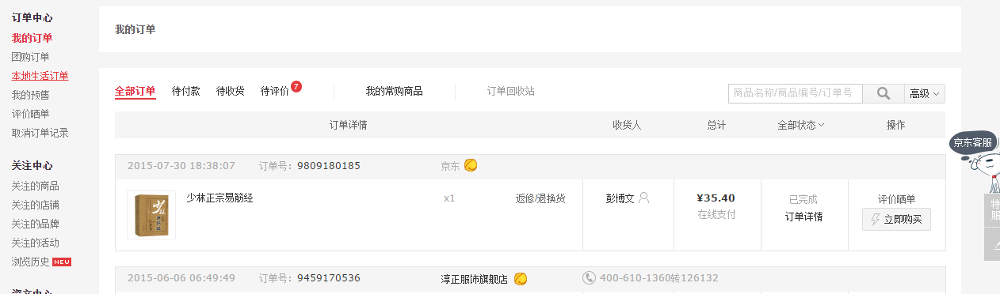 订单中心
我的订单
团购订单
本地生活订单
我的预售
评价晒单
取消订单记录
关注中心
关注的商品
关注的店铺
关注的品牌
关注的活动
浏览历史 NEW
我的订单
全部订单 待付款 待收货 待评价 7 我的常购商品 订单回收站 商品名称/商品编号/订单号 高级
订单详情 收货人 总计 全部状态 操作
2015-07-30 18:38:07 订单号: 9809180185 京东
少林正宗易筋经 x1 返修/退换货 彭博文 ¥35.40 已完成 评价晒单
在线支付 订单详情 立即购买
2015-06-06 06:49:49 订单号: 9459170536 淳正服饰旗舰店 400-610-1360转126132
京东客服
特
服